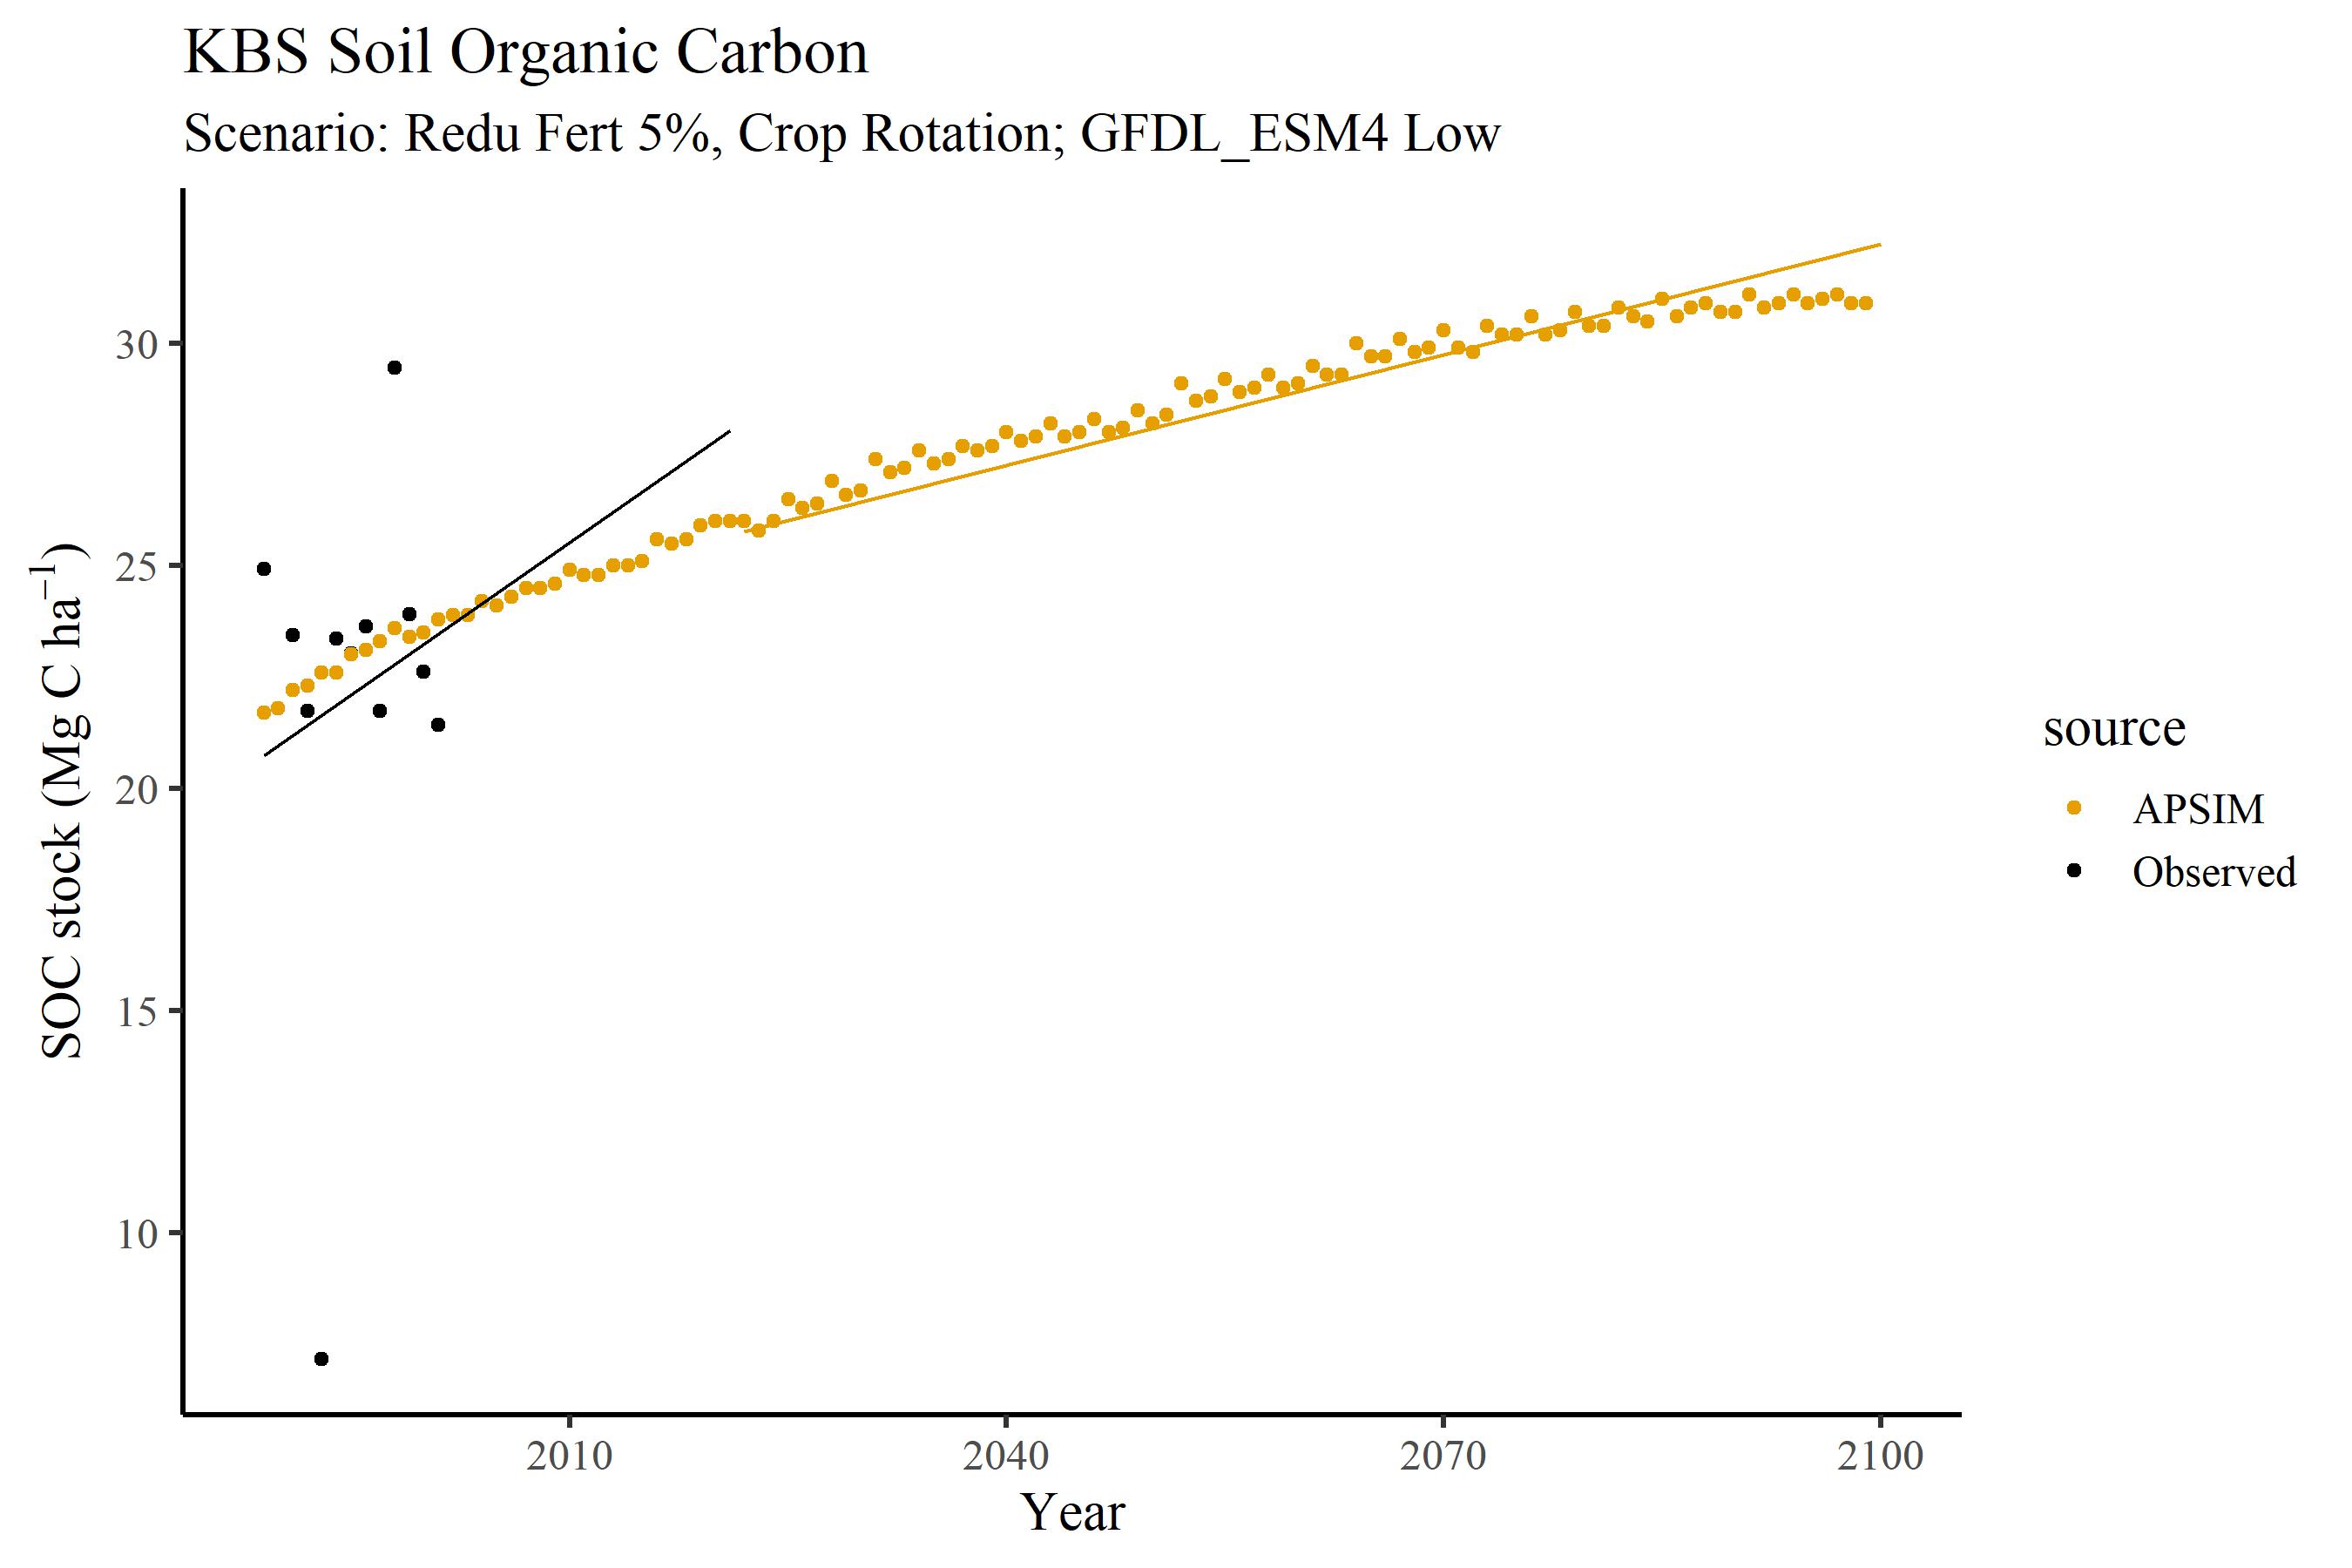 KBS Soil Organic Carbon
Scenario: Redu Fert 5%, Crop Rotation; GFDL_ESM4 Low
SOC stock (Mg C ha⁻¹)
30
25
20
15
10
2010
2040
2070
2100
Year
source
APSIM
Observed